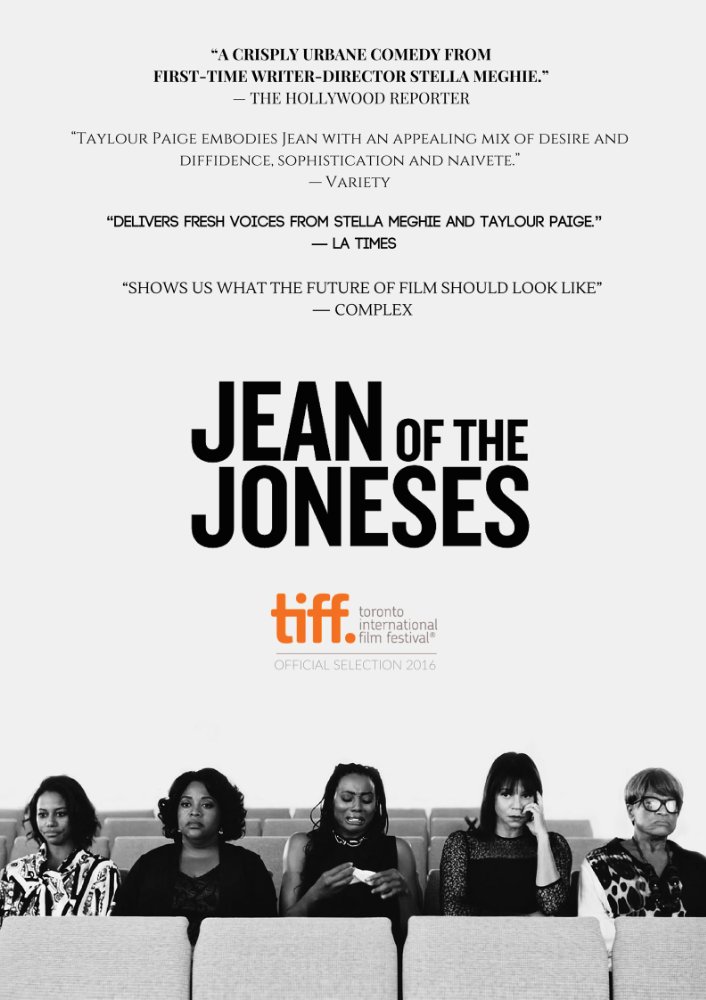 “A CRISPLY URBANE COMEDY FROM
FIRST-TIME WRITER-DIRECTOR STELLA MEGHIE.”
— THE HOLLYWOOD REPORTER
“TAYLOUR PAIGE EMBODIES JEAN WITH AN APPEALING MIX OF DESIRE AND
DIFFIDENCE, SOPHISTICATION AND NAIVETE.”
— VARIETY
“DELIVERS FRESH VOICES FROM STELLA MEGHIE AND TAYLOUR PAIGE.”
— LA TIMES
“SHOWS US WHAT THE FUTURE OF FILM SHOULD LOOK LIKE”
— COMPLEX
JEAN OF THE
JONESES
tiff.
toronto
international
film festival®
OFFICIAL SELECTION 2016